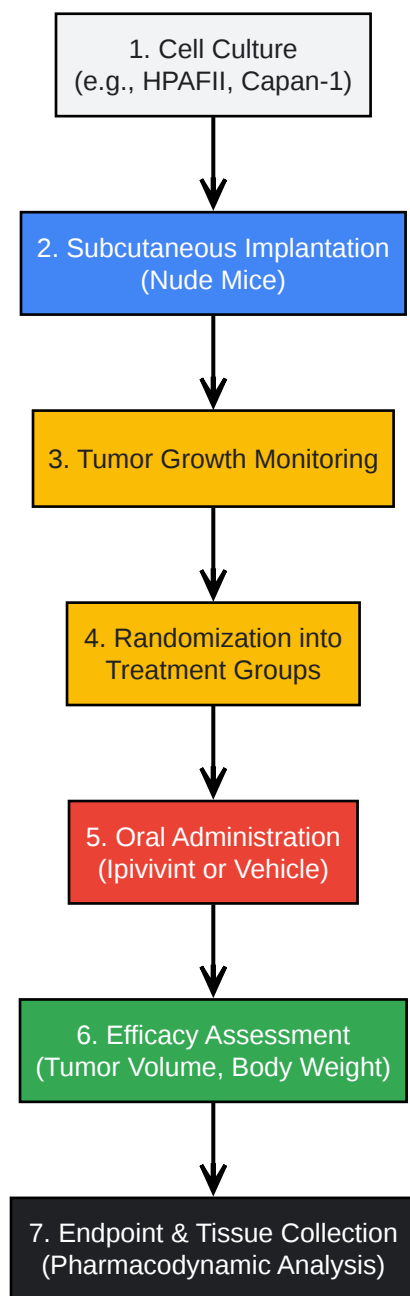 1. Cell Culture
(e.g., HPAFII, Capan-1)
2. Subcutaneous Implantation
(Nude Mice)
3. Tumor Growth Monitoring
4. Randomization into
Treatment Groups
5. Oral Administration
(Ipivivint or Vehicle)
6. Efficacy Assessment
(Tumor Volume, Body Weight)
7. Endpoint & Tissue Collection
(Pharmacodynamic Analysis)